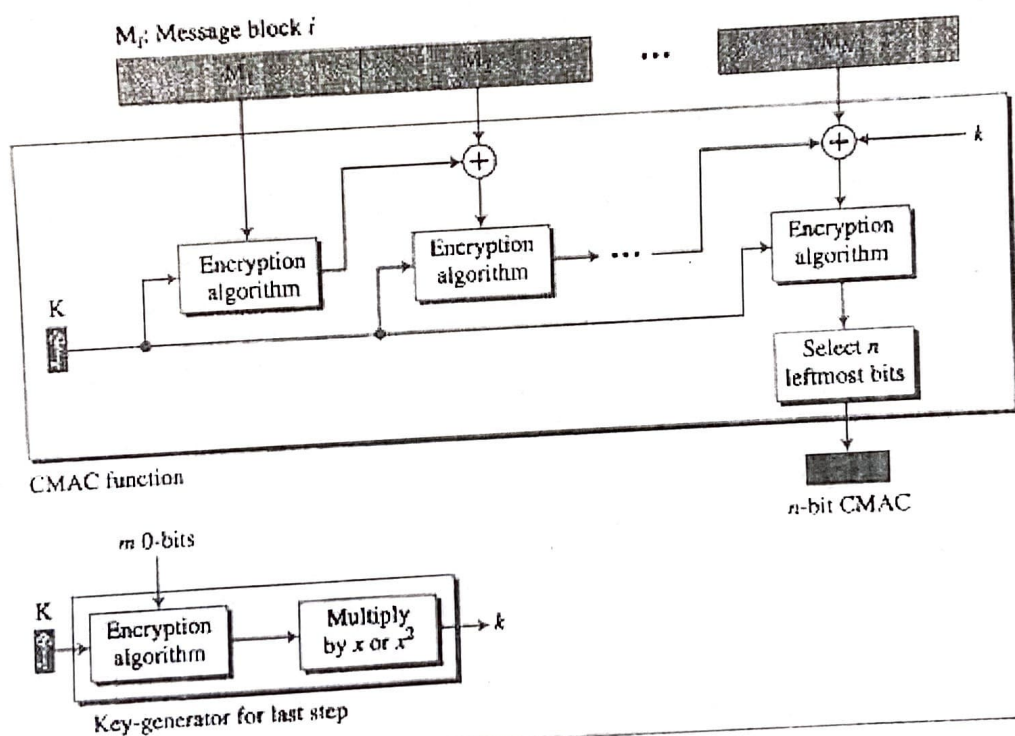 Mᵢ: Message block i
M₁ M₂ ...
k
Encryption
algorithm
Encryption
algorithm
...
Encryption
algorithm
K
Select n
leftmost bits
CMAC function
n-bit CMAC
m 0-bits
K
Encryption
algorithm
Multiply
by x or x²
k
Key-generator for last step